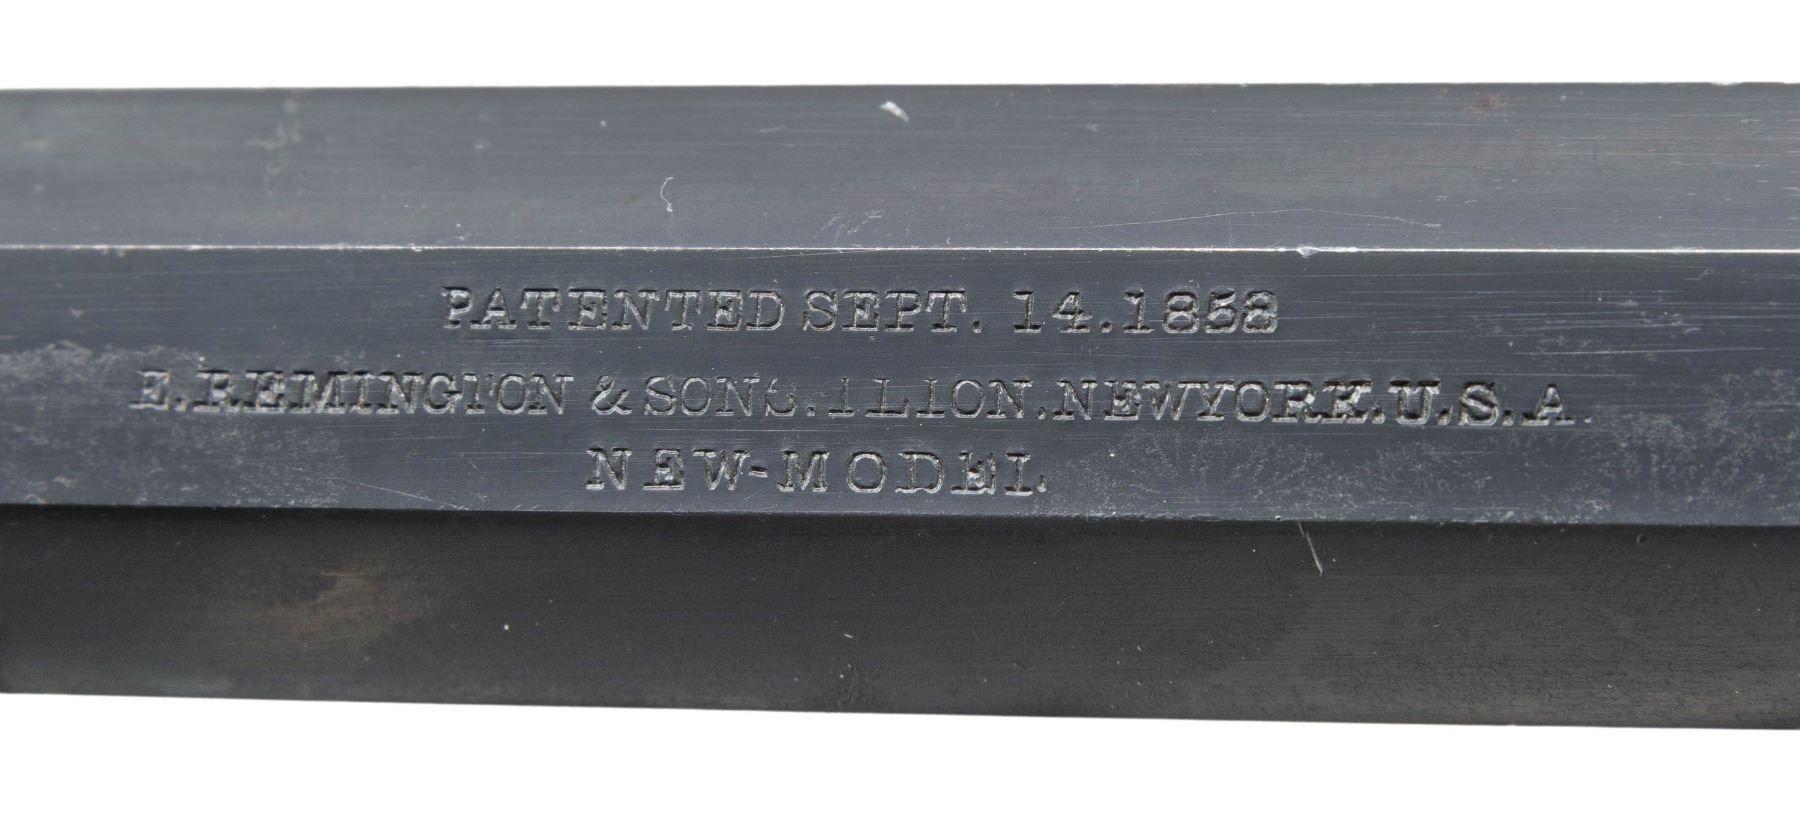 PATENTED SEPT. 14.1858
E.REMINGTON & SONS.ILION.NEWYORK.U.S.A.
NEW-MODEL.